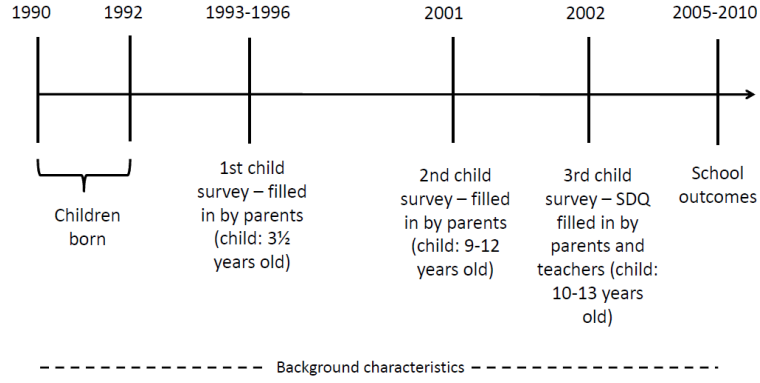 1990
1992
1993-1996
2001
2002
2005-2010
Children
born
1st child
survey – filled
in by parents
(child: 3½
years old)
2nd child
survey – filled
in by parents
(child: 9-12
years old)
3rd child
survey – SDQ
filled in by
parents and
teachers (child:
10-13 years
old)
School
outcomes
Background characteristics